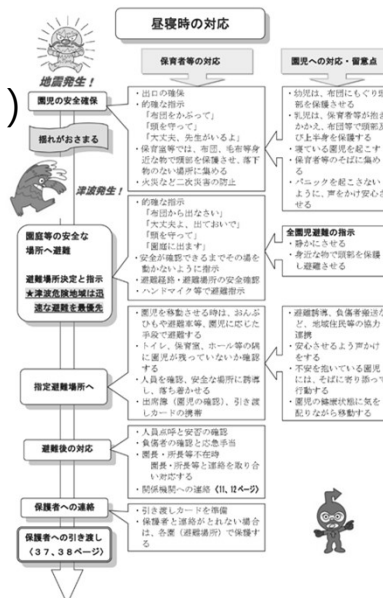 昼寝時の対応
保育者等の対応
園児への対応・留意点
地震発生!
)
園児の安全確保
揺れがおさまる
津波発生!
園庭等の安全な
場所へ避難
避難場所決定と指示
★津波危険地域は迅
速な避難を最優先
指定避難場所へ
避難後の対応
保護者への連絡
保護者への引き渡し
〈37、38ページ〉
・出口の確保
・的確な指示
「布団をかぶって」
「頭を守って」
「大丈夫、先生がいるよ」
・保育室等では、布団、毛布等身
近な物で頭部を保護させ、落下
物のない場所に集める
・火災など二次災害の防止
・幼児は、布団にもぐり頭
部を保護させる
・乳児は、保育者等が抱き
かかえ、布団等で頭部及
び上半身を保護する
・寝ている園児を起こす
・保育者等のそばに集め
る
・パニックを起こさない
ように、声をかけ安心さ
せる
・的確な指示
「布団から出なさい」
「大丈夫よ、出ておいで」
「頭を守って」
「園庭に出ます」
・安全が確認できるまでその場を
動かないように指示
・避難経路・避難場所の安全確認
・ハンドマイク等で避難指示
全園児避難の指示
・静かにさせる
・身近な物で頭部を保護
し避難させる
・園児を移動させる時は、おんぶ
ひもや避難車等、園児に応じた
手段で避難する
・トイレ、保育室、ホール等の隅
に園児が残っていないか確認
する
・人員を確認、安全な場所に誘導
し、落ち着かせる
・出席簿(園児の確認)、引き渡
しカードの携帯
・避難誘導、負傷者搬送な
ど、地域住民等の協力
連携
・安心させるよう声かけ
をする
・不安を抱いている園児
には、そばに寄り添って
行動する
・園児の健康状態に気を
配りながら移動する
・人員点呼と安否の確認
・負傷者の確認と応急手当
・園長・所長等不在時
園長・所長等と連絡を取り合
い対応する
・関係機関への連絡〈11、12ページ〉
・引き渡しカードを準備
・保護者と連絡がとれない場合
は、各園(避難場所)で保護す
る